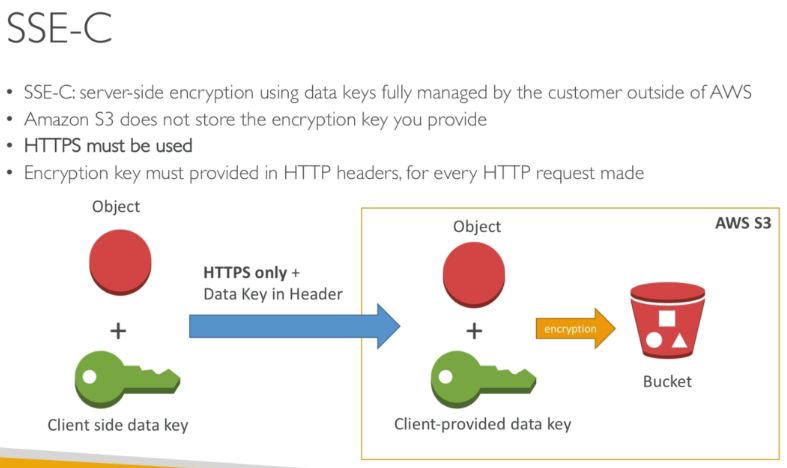 SSE-C
• SSE-C: server-side encryption using data keys fully managed by the customer outside of AWS
• Amazon S3 does not store the encryption key you provide
• HTTPS must be used
• Encryption key must provided in HTTP headers, for every HTTP request made
Object
Object
AWS S3
HTTPS only +
Data Key in Header
+
+
encryption
Bucket
Client side data key
Client-provided data key